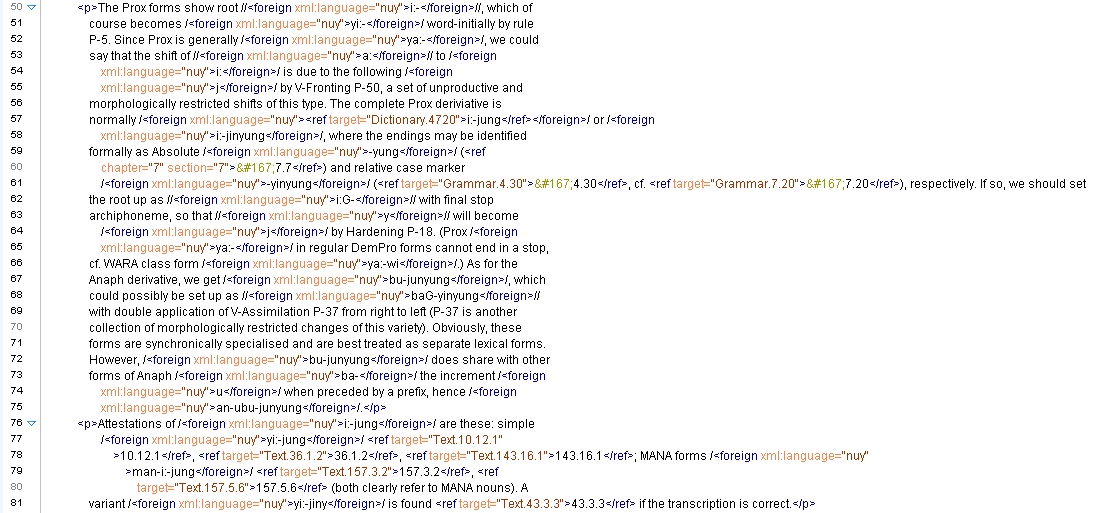 50 <p>The Prox forms show root //<foreign xml:language="nuy">i:-</foreign>//, which of
51 course becomes /<foreign xml:language="nuy">yi:-</foreign>/ word-initially by rule
52 P-5. Since Prox is generally /<foreign xml:language="nuy">ya:-</foreign>/, we could
53 say that the shift of //<foreign xml:language="nuy">a:</foreign>// to /<foreign
54 xml:language="nuy">i:</foreign>/ is due to the following /<foreign
55 xml:language="nuy">j</foreign>/ by V-Fronting P-50, a set of unproductive and
56 morphologically restricted shifts of this type. The complete Prox deriviative is
57 normally /<foreign xml:language="nuy"><ref target="Dictionary.4720">i:-jung</ref></foreign>/ or /<foreign
58 xml:language="nuy">i:-jinyung</foreign>/, where the endings may be identified
59 formally as Absolute /<foreign xml:language="nuy">-yung</foreign>/ (<ref
60 chapter="7" section="7">&#167;7.7</ref>) and relative case marker
61 /<foreign xml:language="nuy">-yinyung</foreign>/ (<ref target="Grammar.4.30">&#167;4.30</ref>, cf. <ref target="Grammar.7.20">&#167;7.20</ref>), respectively. If so, we should set
62 the root up as //<foreign xml:language="nuy">i:G-</foreign>// with final stop
63 archiphoneme, so that //<foreign xml:language="nuy">y</foreign>// will become
64 /<foreign xml:language="nuy">j</foreign>/ by Hardening P-18. (Prox /<foreign
65 xml:language="nuy">ya:-</foreign>/ in regular DemPro forms cannot end in a stop,
66 cf. WARA class form /<foreign xml:language="nuy">ya:-wi</foreign>/.) As for the
67 Anaph derivative, we get /<foreign xml:language="nuy">bu-junyung</foreign>/, which
68 could possibly be set up as //<foreign xml:language="nuy">baG-yinyung</foreign>//
69 with double application of V-Assimilation P-37 from right to left (P-37 is another
70 collection of morphologically restricted changes of this variety). Obviously, these
71 forms are synchronically specialised and are best treated as separate lexical forms.
72 However, /<foreign xml:language="nuy">bu-junyung</foreign>/ does share with other
73 forms of Anaph /<foreign xml:language="nuy">ba-</foreign>/ the increment /<foreign
74 xml:language="nuy">u</foreign>/ when preceded by a prefix, hence /<foreign
75 xml:language="nuy">an-ubu-junyung</foreign>/.</p>
76 <p>Attestations of /<foreign xml:language="nuy">i:-jung</foreign>/ are these: simple
77 /<foreign xml:language="nuy">yi:-jung</foreign>/ <ref target="Text.10.12.1"
78 >10.12.1</ref>, <ref target="Text.36.1.2">36.1.2</ref>, <ref target="Text.143.16.1">143.16.1</ref>; MANA forms /<foreign xml:language="nuy"
79 >man-i:-jung</foreign>/ <ref target="Text.157.3.2">157.3.2</ref>, <ref
80 target="Text.157.5.6">157.5.6</ref> (both clearly refer to MANA nouns). A
81 variant /<foreign xml:language="nuy">yi:-jiny</foreign>/ is found <ref target="Text.43.3.3">43.3.3</ref> if the transcription is correct.</p>